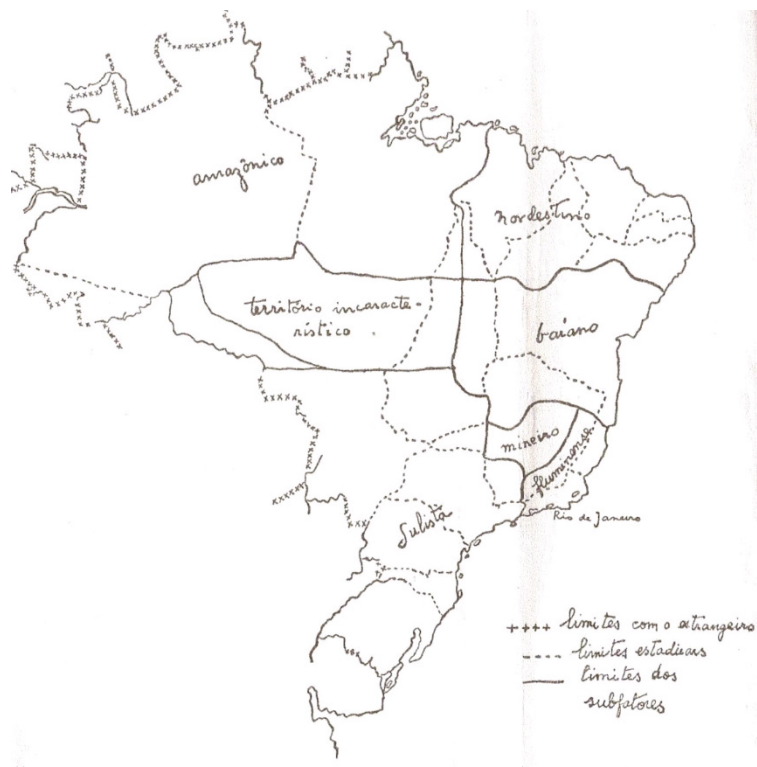 amazônico
nordestino
território incaracte-
rístico.
baiano
mineiro
fluminense
sulista
Rio de Janeiro
++++ limites com o estrangeiro
---- limites estaduais
—— limites dos
subfatores